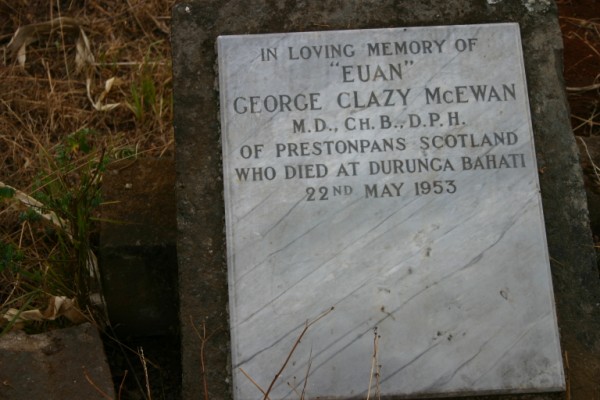 IN LOVING MEMORY OF
"EUAN"
GEORGE CLAZY McEWAN
M.D., CH.B., D.P.H.
OF PRESTONPANS SCOTLAND
WHO DIED AT DURUNGA BAHATI
22ND MAY 1953